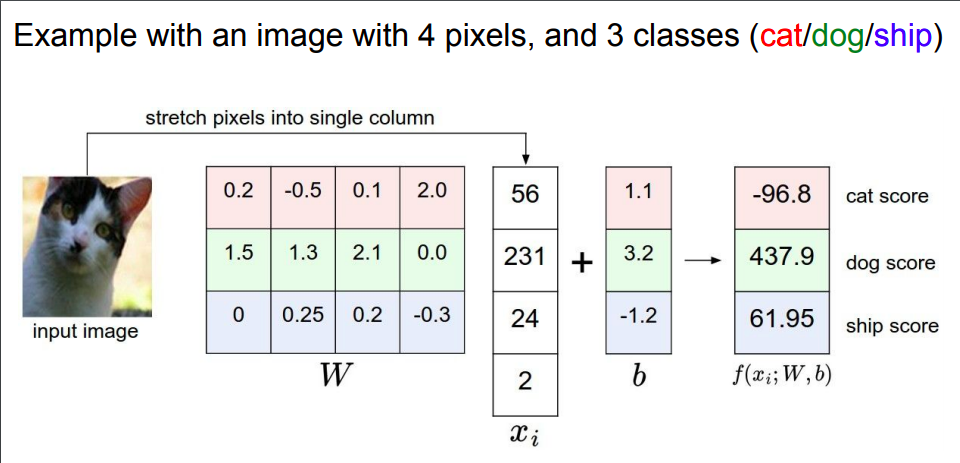 Example with an image with 4 pixels, and 3 classes (cat/dog/ship)
stretch pixels into single column
input image
0.2 -0.5 0.1 2.0
1.5 1.3 2.1 0.0
0 0.25 0.2 -0.3
W
56
231
24
2
x_i
+
1.1
3.2
-1.2
b
-96.8 cat score
437.9 dog score
61.95 ship score
f(x_i; W, b)